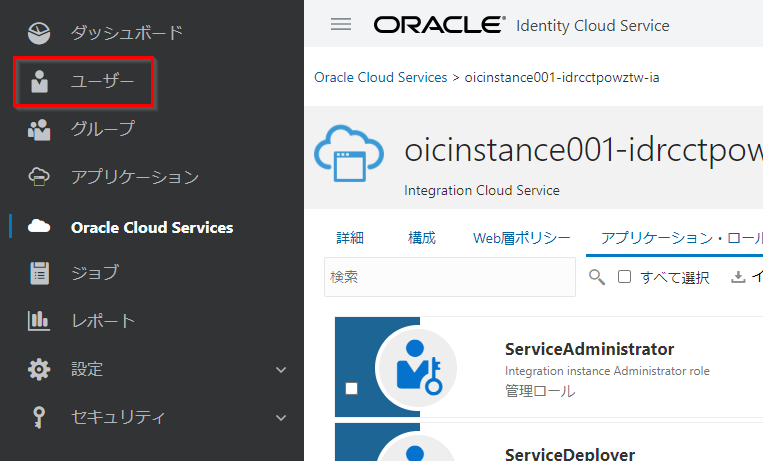 ダッシュボード
ユーザー
グループ
アプリケーション
Oracle Cloud Services
ジョブ
レポート
設定
セキュリティ
ORACLE® Identity Cloud Service
Oracle Cloud Services > oicinstance001-idrcctpowztw-ia
oicinstance001-idrcctpow
Integration Cloud Service
詳細 構成 Web層ポリシー アプリケーション・ロール
検索 すべて選択 イ
ServiceAdministrator
Integration instance Administrator role
管理ロール
ServiceDeployer